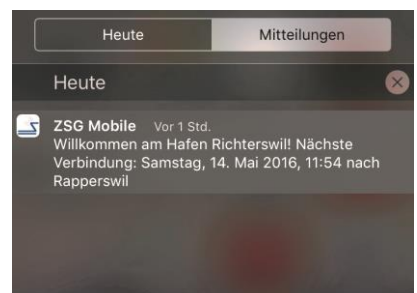 Heute
Mitteilungen
Heute
ZSG Mobile Vor 1 Std.
Willkommen am Hafen Richterswil! Nächste
Verbindung: Samstag, 14. Mai 2016, 11:54 nach
Rapperswil